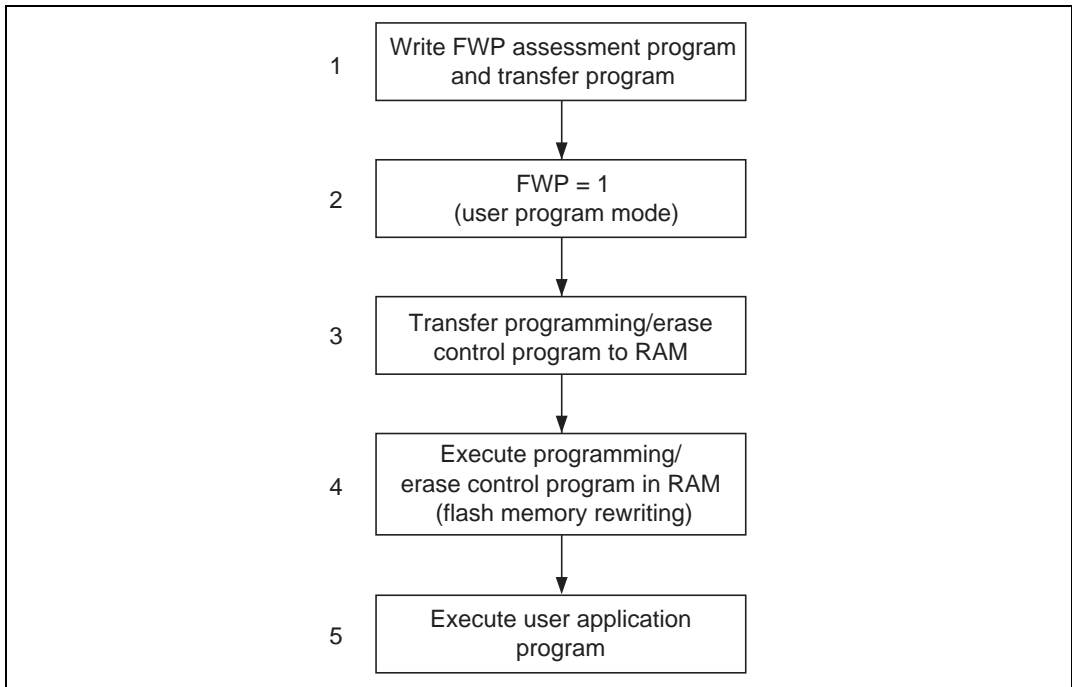 1
Write FWP assessment program
and transfer program
2
FWP = 1
(user program mode)
3
Transfer programming/erase
control program to RAM
4
Execute programming/
erase control program in RAM
(flash memory rewriting)
5
Execute user application
program